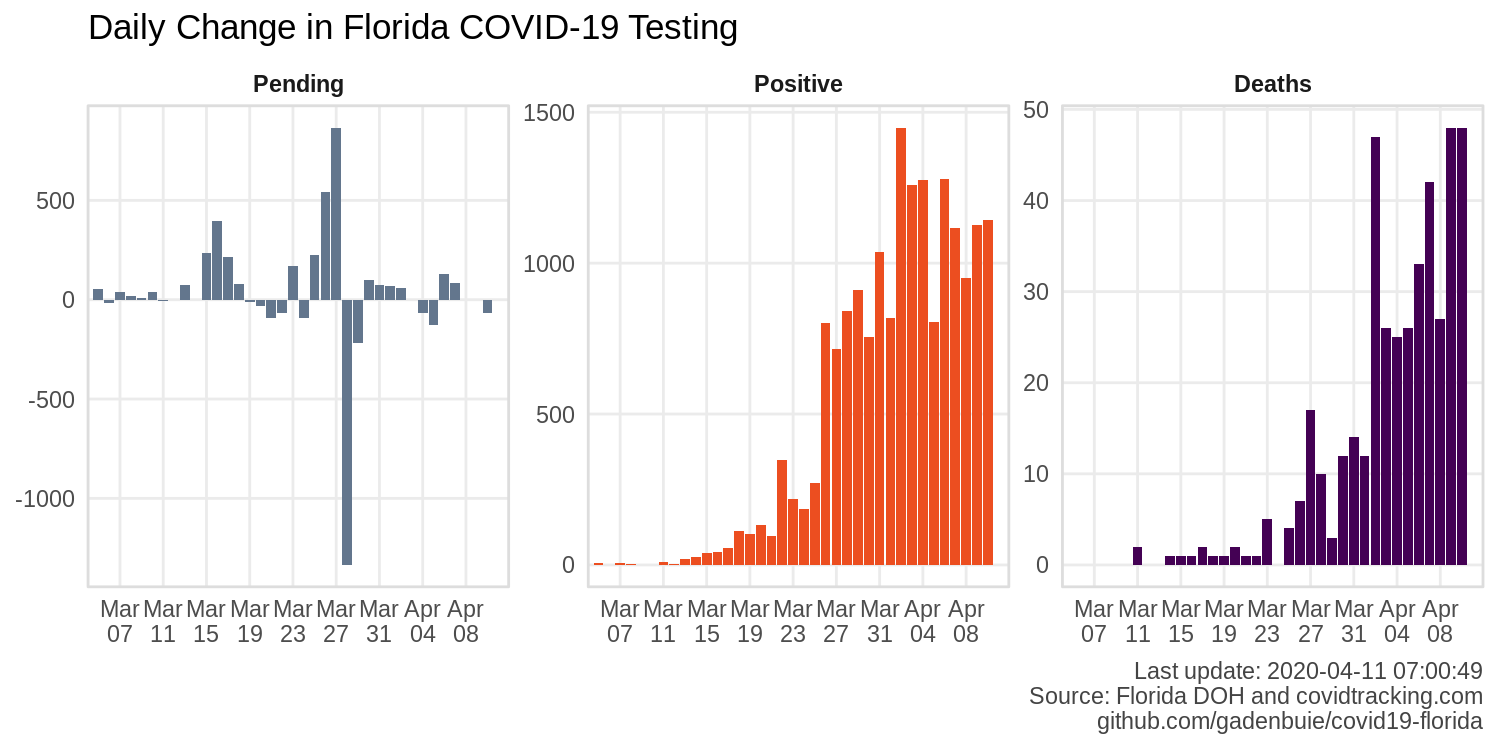 Daily Change in Florida COVID-19 Testing
Pending
500
0
-500
-1000
Mar Mar Mar Mar Mar Mar Mar Apr Apr
07 11 15 19 23 27 31 04 08
Positive
1500
1000
500
0
Mar Mar Mar Mar Mar Mar Mar Apr Apr
07 11 15 19 23 27 31 04 08
Deaths
50
40
30
20
10
0
Mar Mar Mar Mar Mar Mar Mar Apr Apr
07 11 15 19 23 27 31 04 08
Last update: 2020-04-11 07:00:49
Source: Florida DOH and covidtracking.com
github.com/gadenbuie/covid19-florida